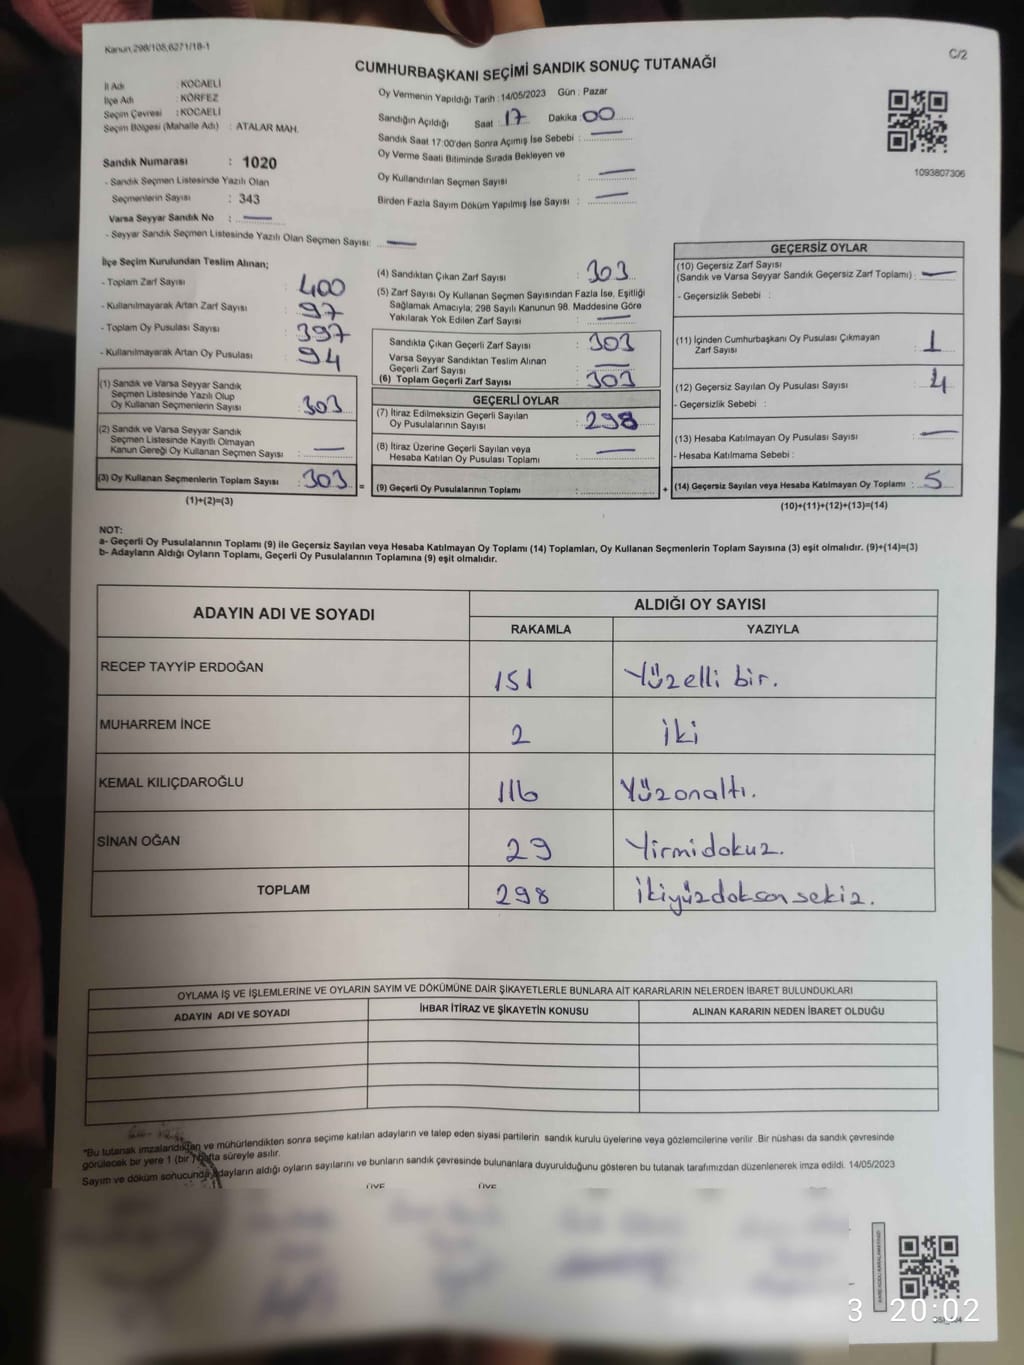 Kanun,298/108,6271/18-1
C/2
CUMHURBAŞKANI SEÇİMİ SANDIK SONUÇ TUTANAĞI
İl Adı : KOCAELİ
İlçe Adı : KÖRFEZ
Seçim Çevresi : KOCAELİ
Seçim Bölgesi (Mahalle Adı) : ATALAR MAH.
Sandık Numarası : 1020
- Sandık Seçmen Listesinde Yazılı Olan
Seçmenlerin Sayısı : 343
Varsa Seyyar Sandık No : —
- Seyyar Sandık Seçmen Listesinde Yazılı Olan Seçmen Sayısı: —
Oy Vermenin Yapıldığı Tarih : 14/05/2023 Gün : Pazar
Sandığın Açıldığı Saat : 17 Dakika : 00
Sandık Saat 17:00'den Sonra Açımış İse Sebebi : —
Oy Verme Saati Bitiminde Sırada Bekleyen ve
Oy Kullandırılan Seçmen Sayısı : —
Birden Fazla Sayım Döküm Yapılmış İse Sayısı : —
1093807306
İlçe Seçim Kurulundan Teslim Alınan;
- Toplam Zarf Sayısı : 400
- Kullanılmayarak Artan Zarf Sayısı : 97
- Toplam Oy Pusulası Sayısı : 397
- Kullanılmayarak Artan Oy Pusulası : 94
(1) Sandık ve Varsa Seyyar Sandık
Seçmen Listesinde Yazılı Olup
Oy Kullanan Seçmenlerin Sayısı : 303
(2) Sandık ve Varsa Seyyar Sandık
Seçmen Listesinde Kayıtlı Olmayan
Kanun Gereği Oy Kullanan Seçmen Sayısı : —
(3) Oy Kullanan Seçmenlerin Toplam Sayısı : 303
(1)+(2)=(3)
(4) Sandıktan Çıkan Zarf Sayısı : 303
(5) Zarf Sayısı Oy Kullanan Seçmen Sayısından Fazla İse, Eşitliği
Sağlamak Amacıyla; 298 Sayılı Kanunun 98. Maddesine Göre
Yakılarak Yok Edilen Zarf Sayısı : —
Sandıkta Çıkan Geçerli Zarf Sayısı : 303
Varsa Seyyar Sandıktan Teslim Alınan
Geçerli Zarf Sayısı : —
(6) Toplam Geçerli Zarf Sayısı : 303
GEÇERLİ OYLAR
(7) İtiraz Edilmeksizin Geçerli Sayılan
Oy Pusulalarının Sayısı : 298
(8) İtiraz Üzerine Geçerli Sayılan veya
Hesaba Katılan Oy Pusulası Toplamı : —
= (9) Geçerli Oy Pusulalarının Toplamı :
GEÇERSİZ OYLAR
(10) Geçersiz Zarf Sayısı
(Sandık ve Varsa Seyyar Sandık Geçersiz Zarf Toplamı) : —
- Geçersizlik Sebebi :
(11) İçinden Cumhurbaşkanı Oy Pusulası Çıkmayan
Zarf Sayısı : 1
(12) Geçersiz Sayılan Oy Pusulası Sayısı : 4
- Geçersizlik Sebebi :
(13) Hesaba Katılmayan Oy Pusulası Sayısı : —
- Hesaba Katılmama Sebebi :
+ (14) Geçersiz Sayılan veya Hesaba Katılmayan Oy Toplamı : 5
(10)+(11)+(12)+(13)=(14)
NOT:
a- Geçerli Oy Pusulalarının Toplamı (9) ile Geçersiz Sayılan veya Hesaba Katılmayan Oy Toplamı (14) Toplamları, Oy Kullanan Seçmenlerin Toplam Sayısına (3) eşit olmalıdır. (9)+(14)=(3)
b- Adayların Aldığı Oyların Toplamı, Geçerli Oy Pusulalarının Toplamına (9) eşit olmalıdır.
ADAYIN ADI VE SOYADI ALDIĞI OY SAYISI
RAKAMLA YAZIYLA
RECEP TAYYİP ERDOĞAN 151 Yüzelli bir.
MUHARREM İNCE 2 iki
KEMAL KILIÇDAROĞLU 116 Yüzonaltı.
SİNAN OĞAN 29 Yirmidokuz.
TOPLAM 298 ikiyüzdoksonsekiz.
OYLAMA İŞ VE İŞLEMLERİNE VE OYLARIN SAYIM VE DÖKÜMÜNE DAİR ŞİKAYETLERLE BUNLARA AİT KARARLARIN NELERDEN İBARET BULUNDUKLARI
ADAYIN ADI VE SOYADI İHBAR İTİRAZ VE ŞİKAYETİN KONUSU ALINAN KARARIN NEDEN İBARET OLDUĞU
*Bu tutanak imzalandıktan ve mühürlendikten sonra seçime katılan adayların ve talep eden siyasi partilerin sandık kurulu üyelerine veya gözlemcilerine verilir .Bir nüshası da sandık çevresinde
görülecek bir yere 1 (bir ) hafta süreyle asılır.
Sayım ve döküm sonucunda,adayların aldığı oyların sayılarını ve bunların sandık çevresinde bulunanlara duyurulduğunu gösteren bu tutanak tarafımızdan düzenlenerek imza edildi. 14/05/2023
ÜYE ÜYE
3 20:02